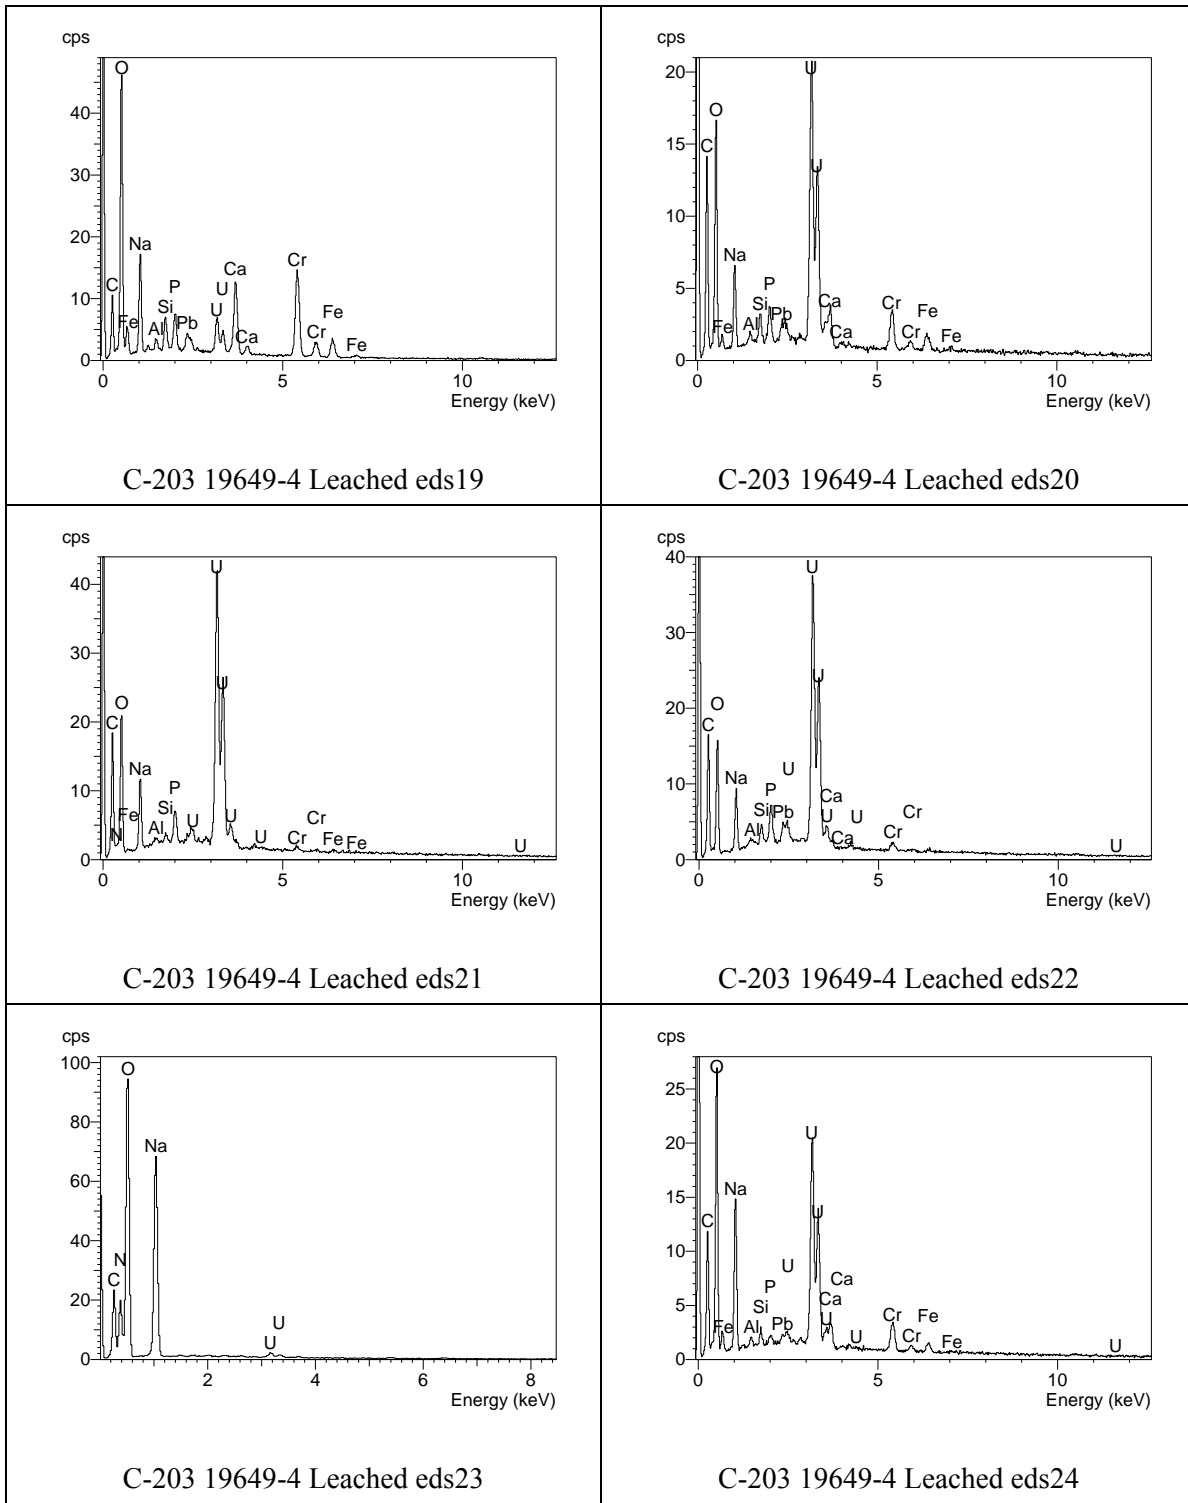 cps
O
40
Na
Cr
Ca
20
U
C
P
Si
U
Fe
Fe
Al
Pb
Cr
Ca
Fe
0
0 5 10
Energy (keV)
C-203 19649-4 Leached eds19
cps
20
U
O
15
C
U
10
Na
5
Si
P
Ca
Cr
Fe
Fe
Al
Pb
Ca
Cr
Fe
0
0 5 10
Energy (keV)
C-203 19649-4 Leached eds20
cps
40
U
30
U
O
20
C
Na
10
P
Si
Fe
Cr
N
Al
U
U
U
Cr
Fe
Fe
U
0
0 5 10
Energy (keV)
C-203 19649-4 Leached eds21
cps
40
U
30
U
O
20
C
Na
10
U
P
Ca
Si
Pb
U
U
Cr
Al
Ca
Cr
U
0
0 5 10
Energy (keV)
C-203 19649-4 Leached eds22
cps
100
O
80
Na
60
40
N
C
20
U
U
0
2 4 6 8
Energy (keV)
C-203 19649-4 Leached eds23
cps
O
25
U
20
Na
15
U
C
10
U
Ca
P
Ca
5
Si
Fe
Al
Pb
U
U
Cr
Fe
Cr
Fe
U
0
0 5 10
Energy (keV)
C-203 19649-4 Leached eds24